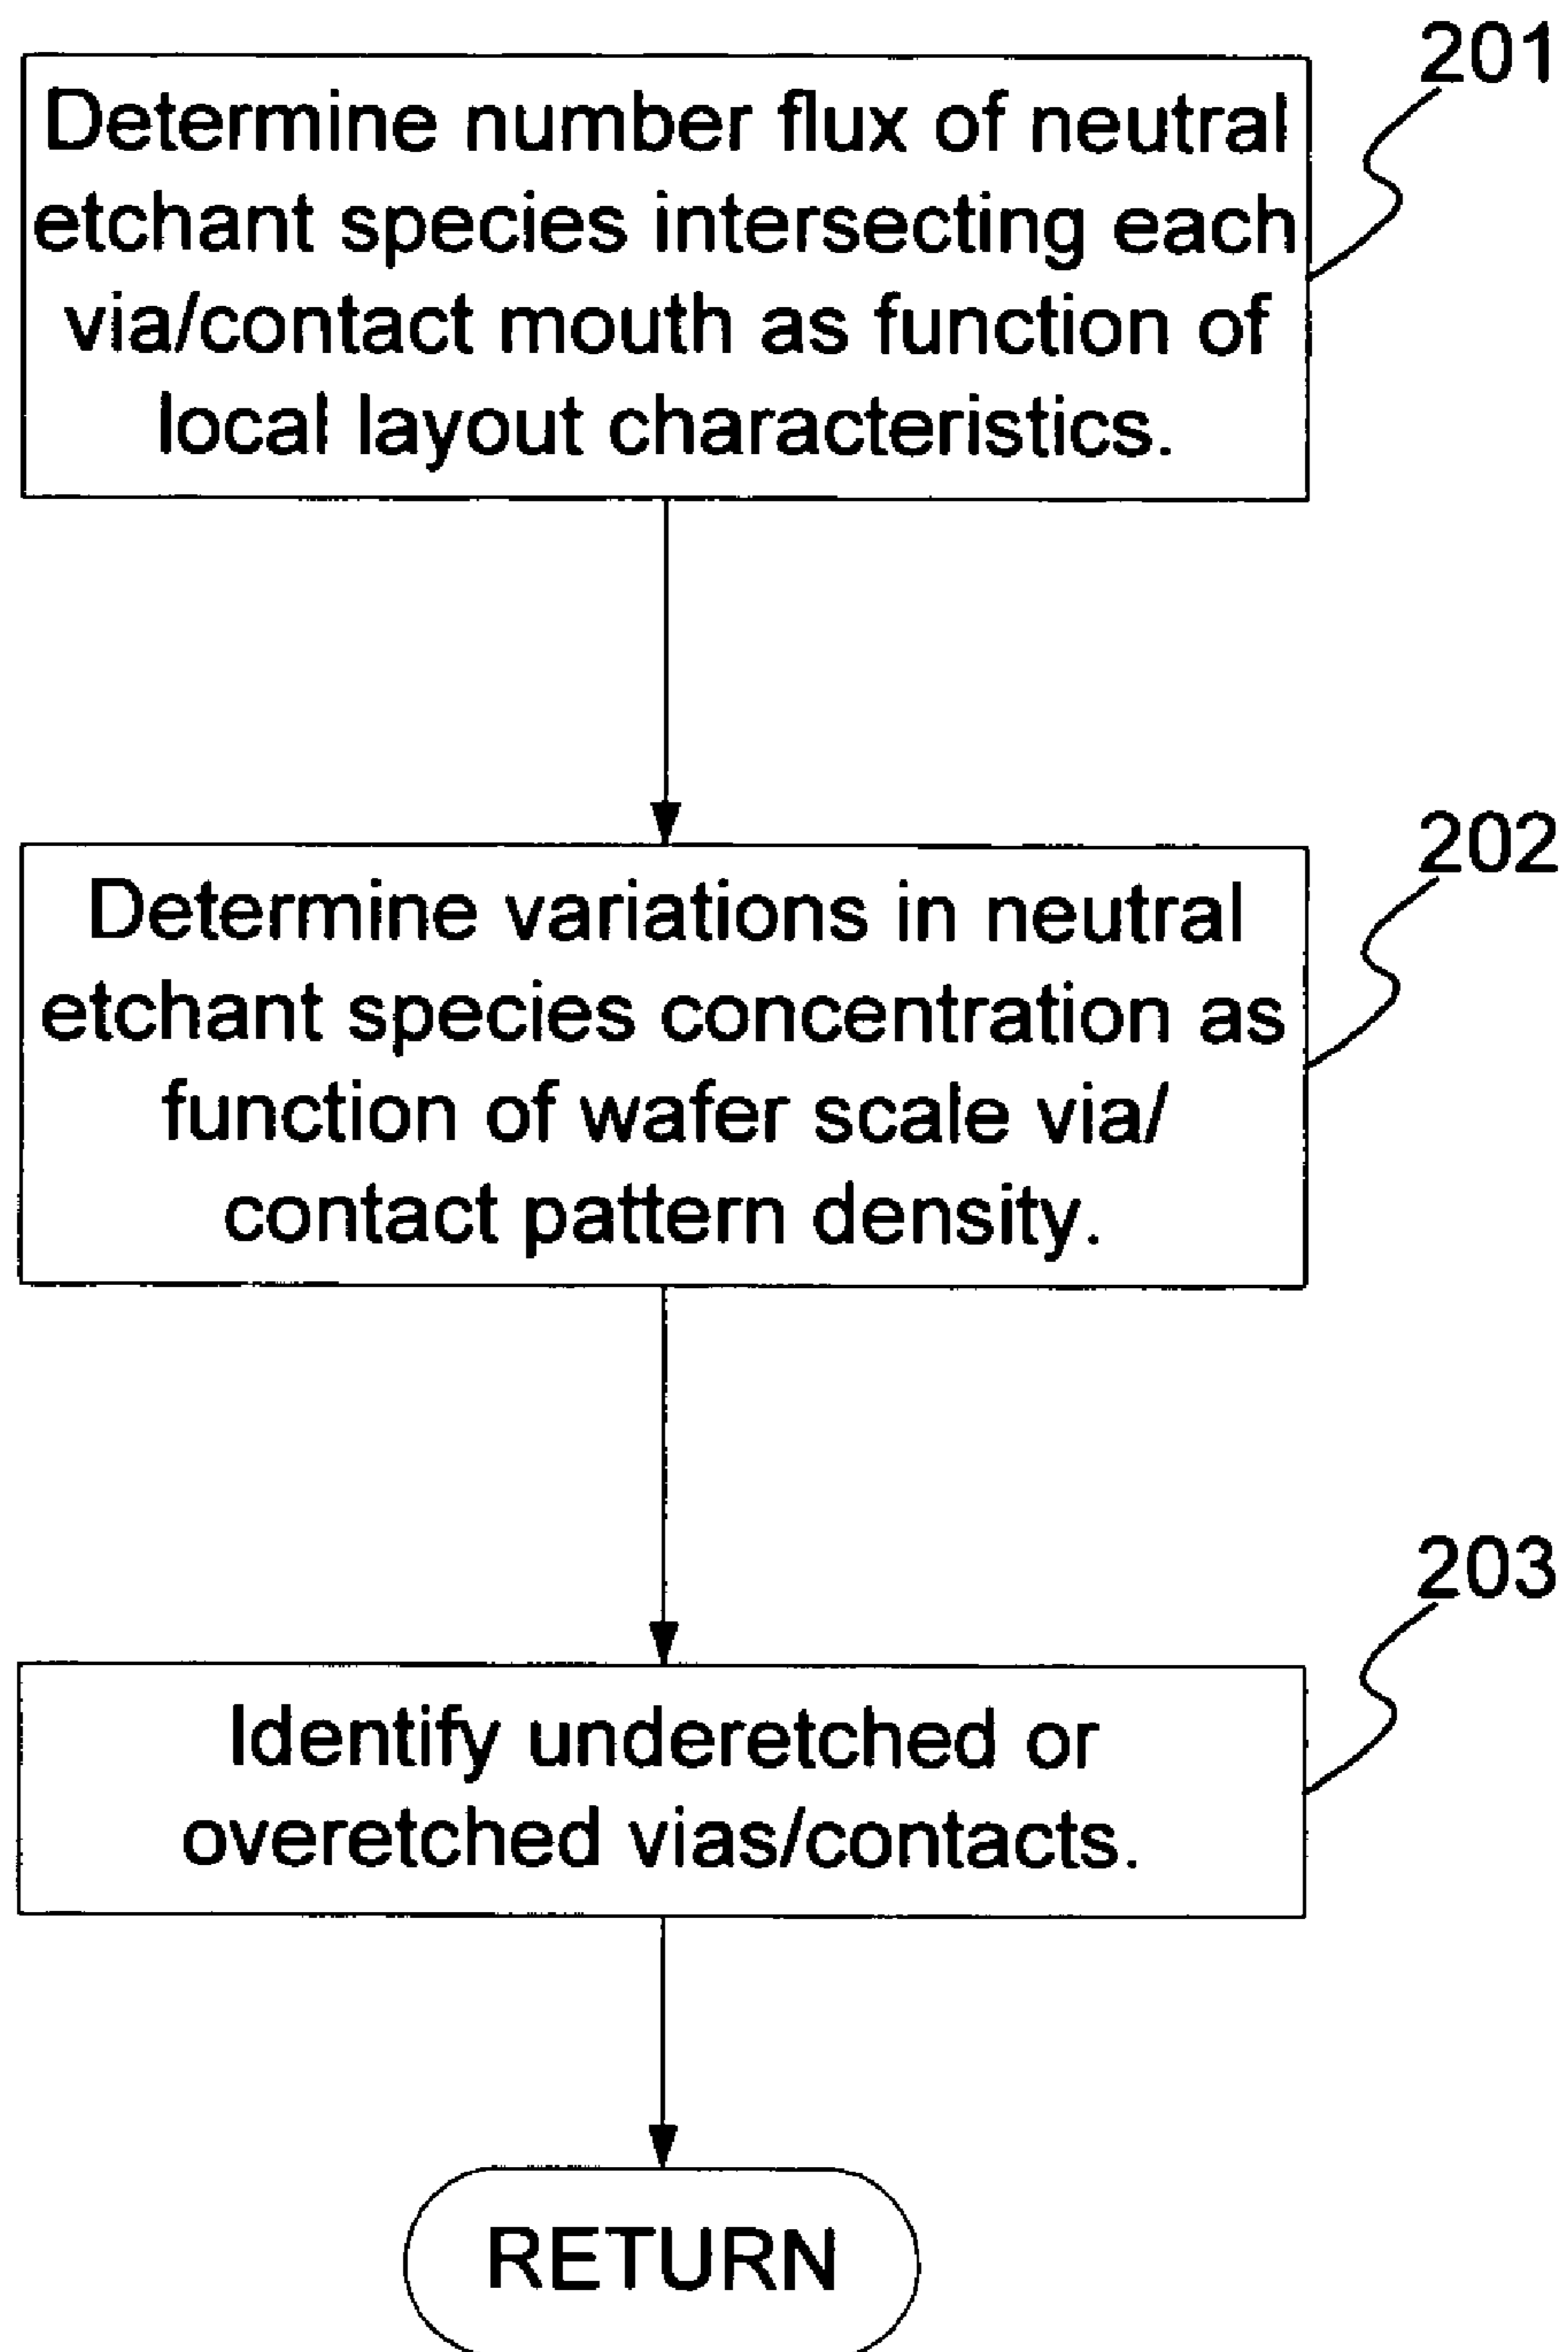 201
Determine number flux of neutral
etchant species intersecting each
via/contact mouth as function of
local layout characteristics.
202
Determine variations in neutral
etchant species concentration as
function of wafer scale via/
contact pattern density.
203
Identify underetched or
overetched vias/contacts.
RETURN